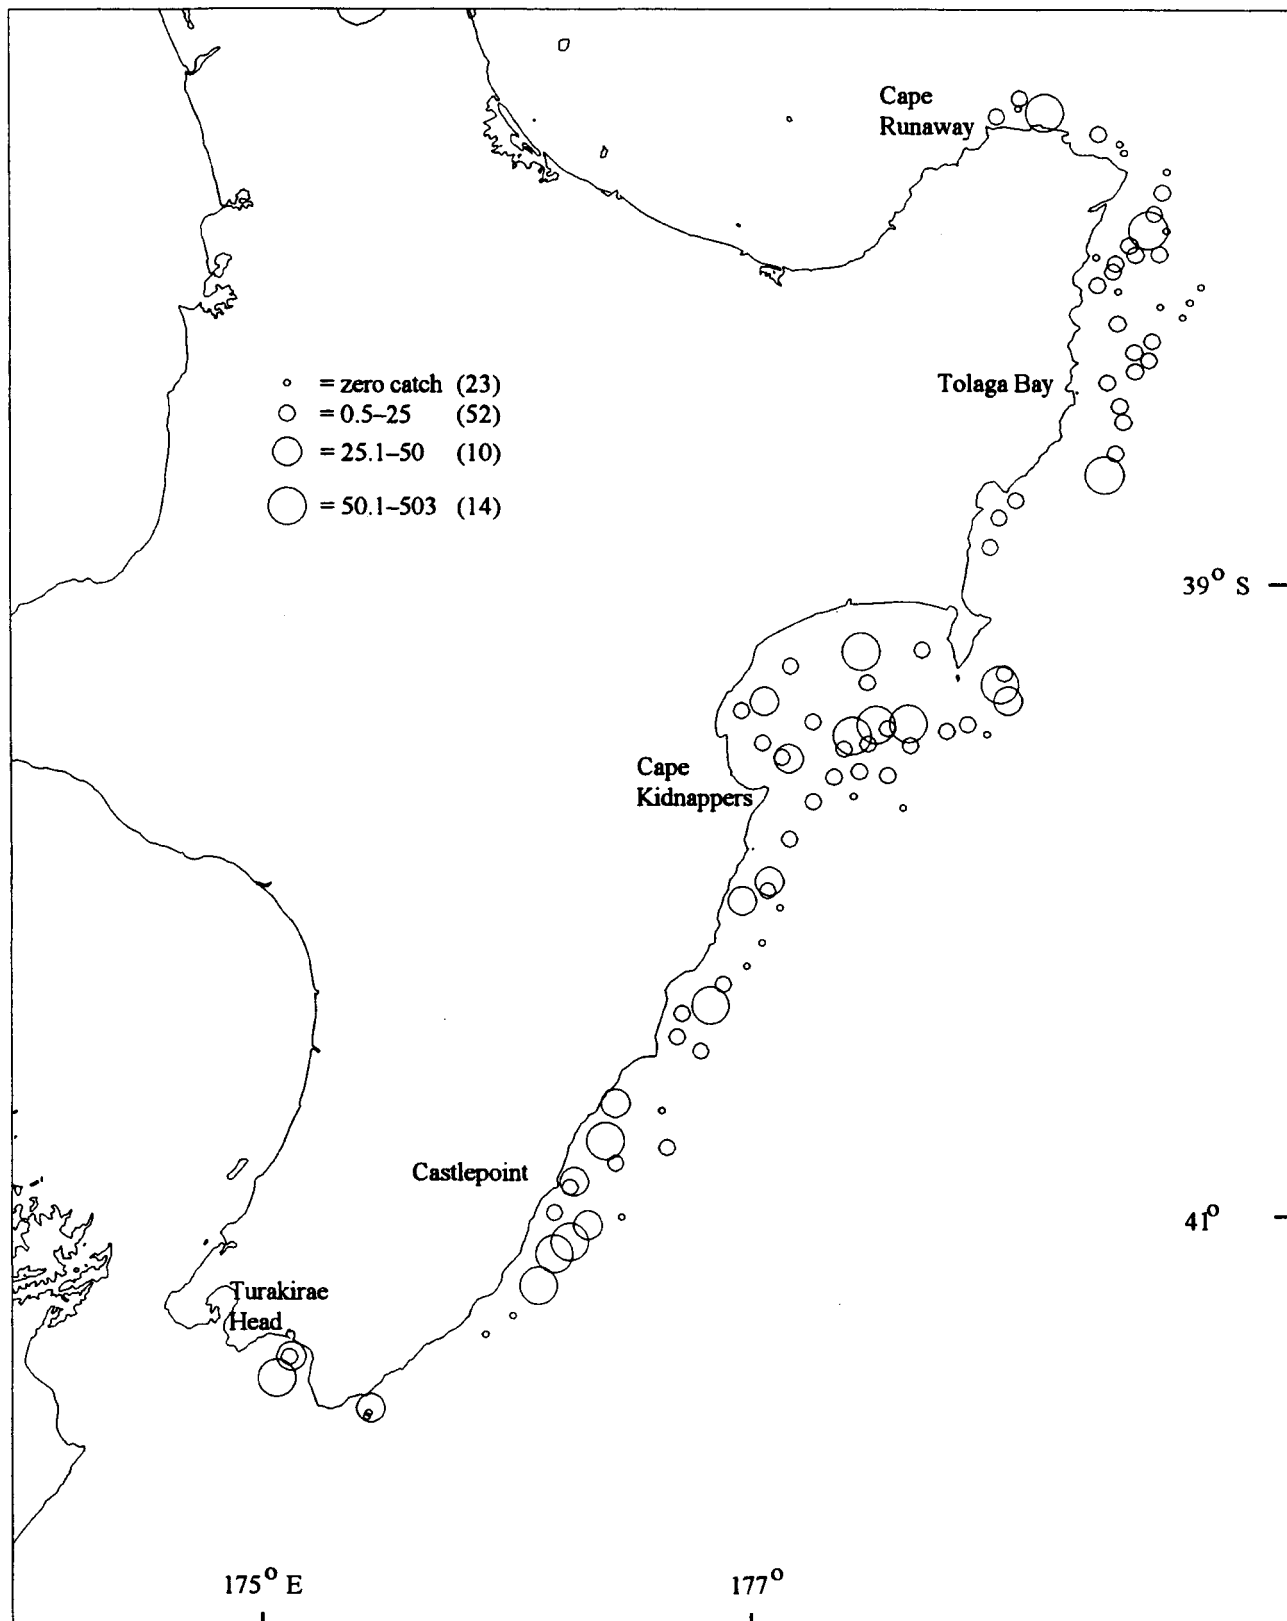 Cape
Runaway
= zero catch (23)
= 0.5–25 (52)
= 25.1–50 (10)
= 50.1–503 (14)
Tolaga Bay
39° S
Cape
Kidnappers
Castlepoint
41°
Turakirae
Head
175° E
177°